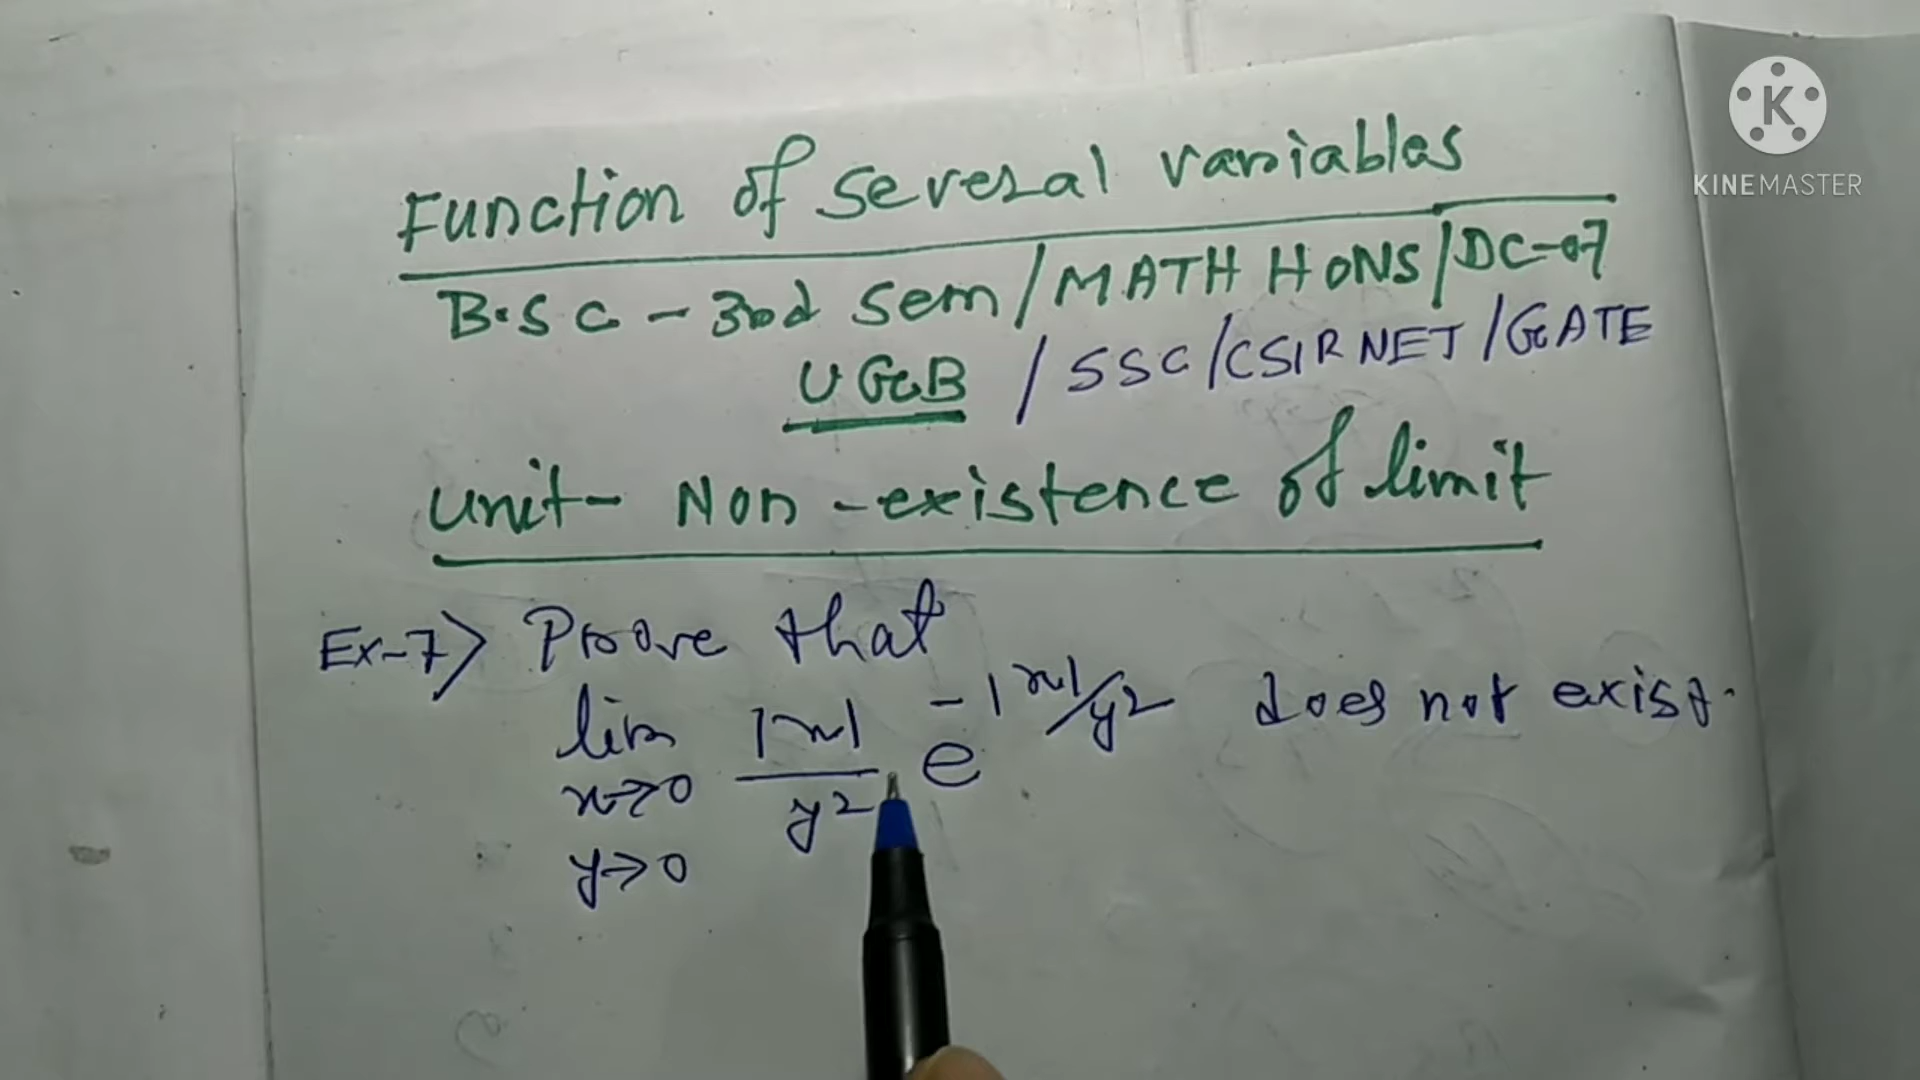 KINEMASTER
Function of several variables
B.SC - 3rd Sem / MATH HONS / DC-07
UGB / SSC / CSIR NET / GATE
Unit- Non-existence of limit
Ex-7> Prove that
lim |x| / y² e^-|x|/y² does not exist.
x→0
y→0